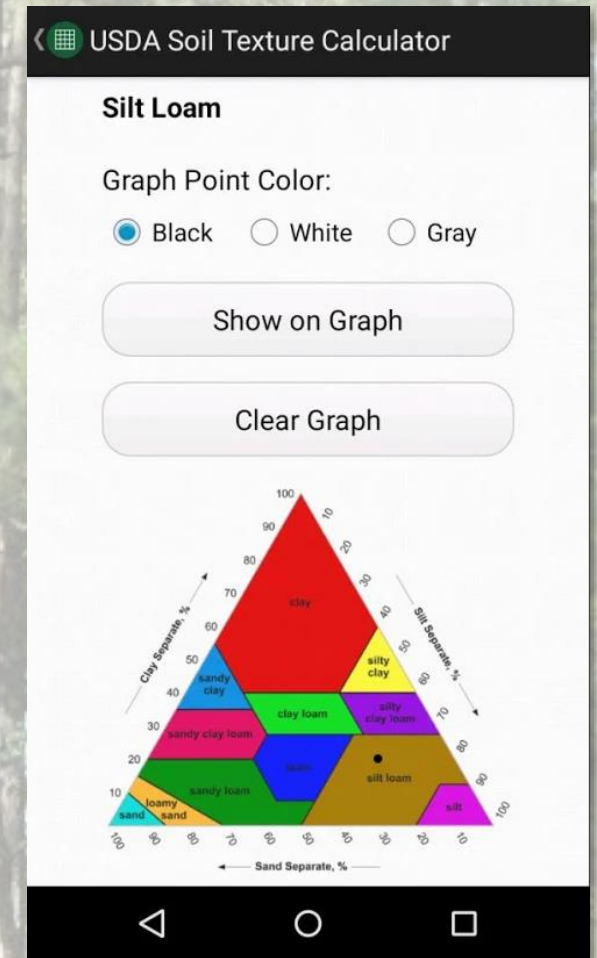 USDA Soil Texture Calculator
Silt Loam
Graph Point Color:
Black White Gray
Show on Graph
Clear Graph
100
90
80
70
60
50
40
30
20
10
Clay Separate, %
10
20
30
40
50
60
70
80
90
100
Silt Separate, %
clay
silty
clay
sandy
clay
clay loam
silty
clay loam
sandy clay loam
loam
silt loam
sandy loam
loamy
sand
sand
silt
100 90 80 70 60 50 40 30 20 10
Sand Separate, %